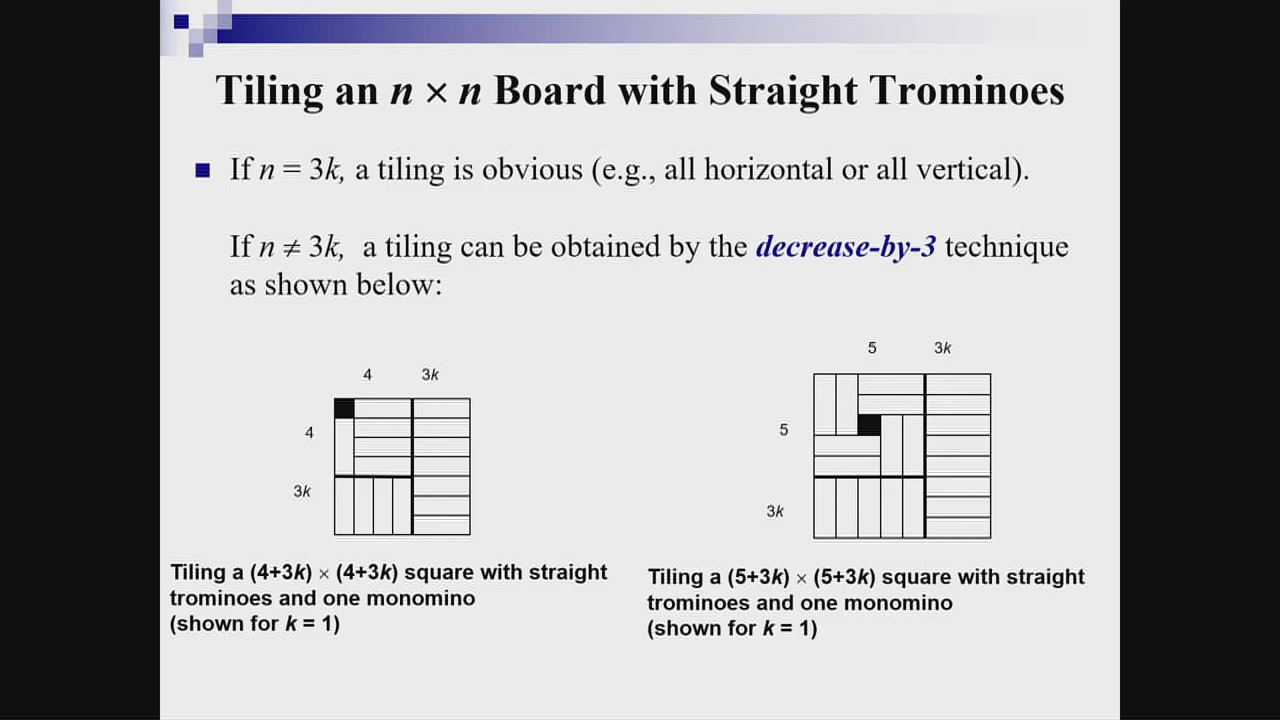 Tiling an n × n Board with Straight Trominoes
If n = 3k, a tiling is obvious (e.g., all horizontal or all vertical).
If n ≠ 3k, a tiling can be obtained by the decrease-by-3 technique
as shown below:
4 3k
4
3k
5 3k
5
3k
Tiling a (4+3k) × (4+3k) square with straight
trominoes and one monomino
(shown for k = 1)
Tiling a (5+3k) × (5+3k) square with straight
trominoes and one monomino
(shown for k = 1)